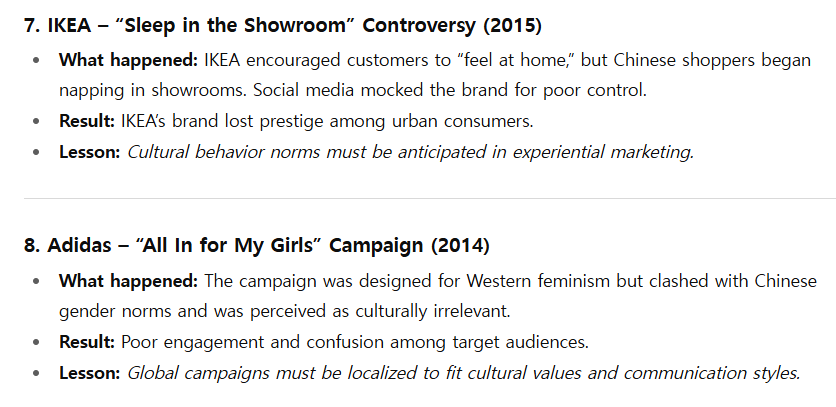 7. IKEA – “Sleep in the Showroom” Controversy (2015)
• What happened: IKEA encouraged customers to “feel at home,” but Chinese shoppers began
napping in showrooms. Social media mocked the brand for poor control.
• Result: IKEA’s brand lost prestige among urban consumers.
• Lesson: Cultural behavior norms must be anticipated in experiential marketing.
8. Adidas – “All In for My Girls” Campaign (2014)
• What happened: The campaign was designed for Western feminism but clashed with Chinese
gender norms and was perceived as culturally irrelevant.
• Result: Poor engagement and confusion among target audiences.
• Lesson: Global campaigns must be localized to fit cultural values and communication styles.